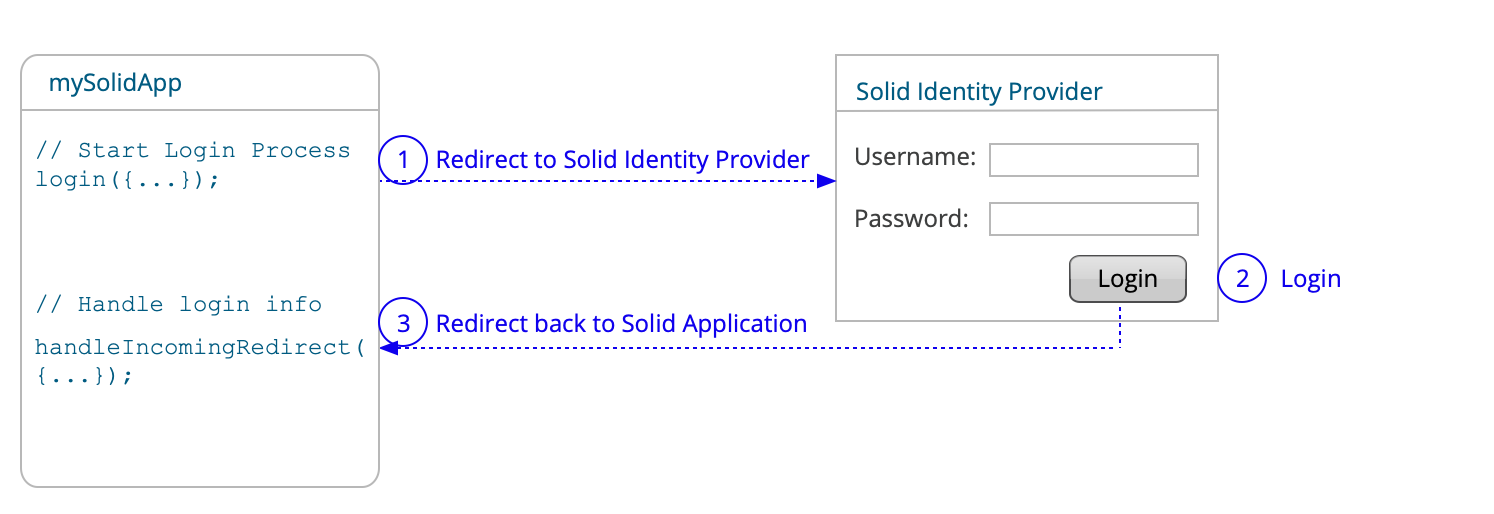 mySolidApp
// Start Login Process
login({...});
// Handle login info
handleIncomingRedirect(
{...});
1 Redirect to Solid Identity Provider
3 Redirect back to Solid Application
Solid Identity Provider
Username:
Password:
Login
2 Login